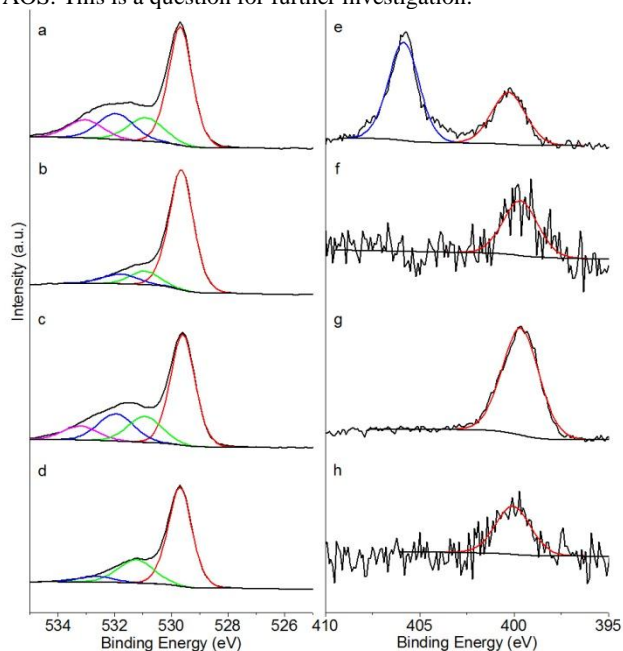 ACS. This is a question for further investigation.
a
e
b
f
c
g
d
h
Intensity (a.u.)
534 532 530 528 526
410 405 400 395
Binding Energy (eV)
Binding Energy (eV)